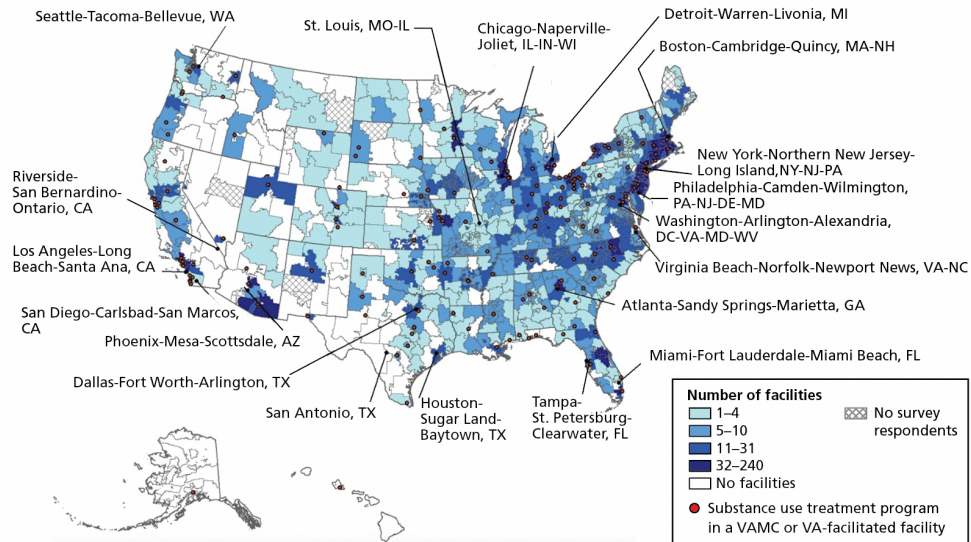 Seattle-Tacoma-Bellevue, WA
St. Louis, MO-IL
Chicago-Naperville-
Joliet, IL-IN-WI
Detroit-Warren-Livonia, MI
Boston-Cambridge-Quincy, MA-NH
New York-Northern New Jersey-
Long Island,NY-NJ-PA
Philadelphia-Camden-Wilmington,
PA-NJ-DE-MD
Washington-Arlington-Alexandria,
DC-VA-MD-WV
Virginia Beach-Norfolk-Newport News, VA-NC
Riverside-
San Bernardino-
Ontario, CA
Los Angeles-Long
Beach-Santa Ana, CA
San Diego-Carlsbad-San Marcos,
CA
Phoenix-Mesa-Scottsdale, AZ
Dallas-Fort Worth-Arlington, TX
San Antonio, TX
Houston-
Sugar Land-
Baytown, TX
Tampa-
St. Petersburg-
Clearwater, FL
Atlanta-Sandy Springs-Marietta, GA
Miami-Fort Lauderdale-Miami Beach, FL
Number of facilities
1–4
5–10
11–31
32–240
No facilities
No survey
respondents
Substance use treatment program
in a VAMC or VA-facilitated facility